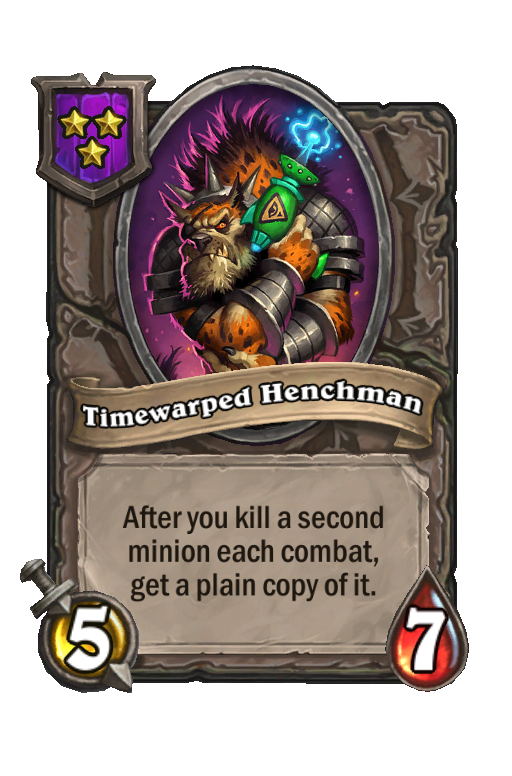 Timewarped Henchman
After you kill a second
minion each combat,
get a plain copy of it.
5
7